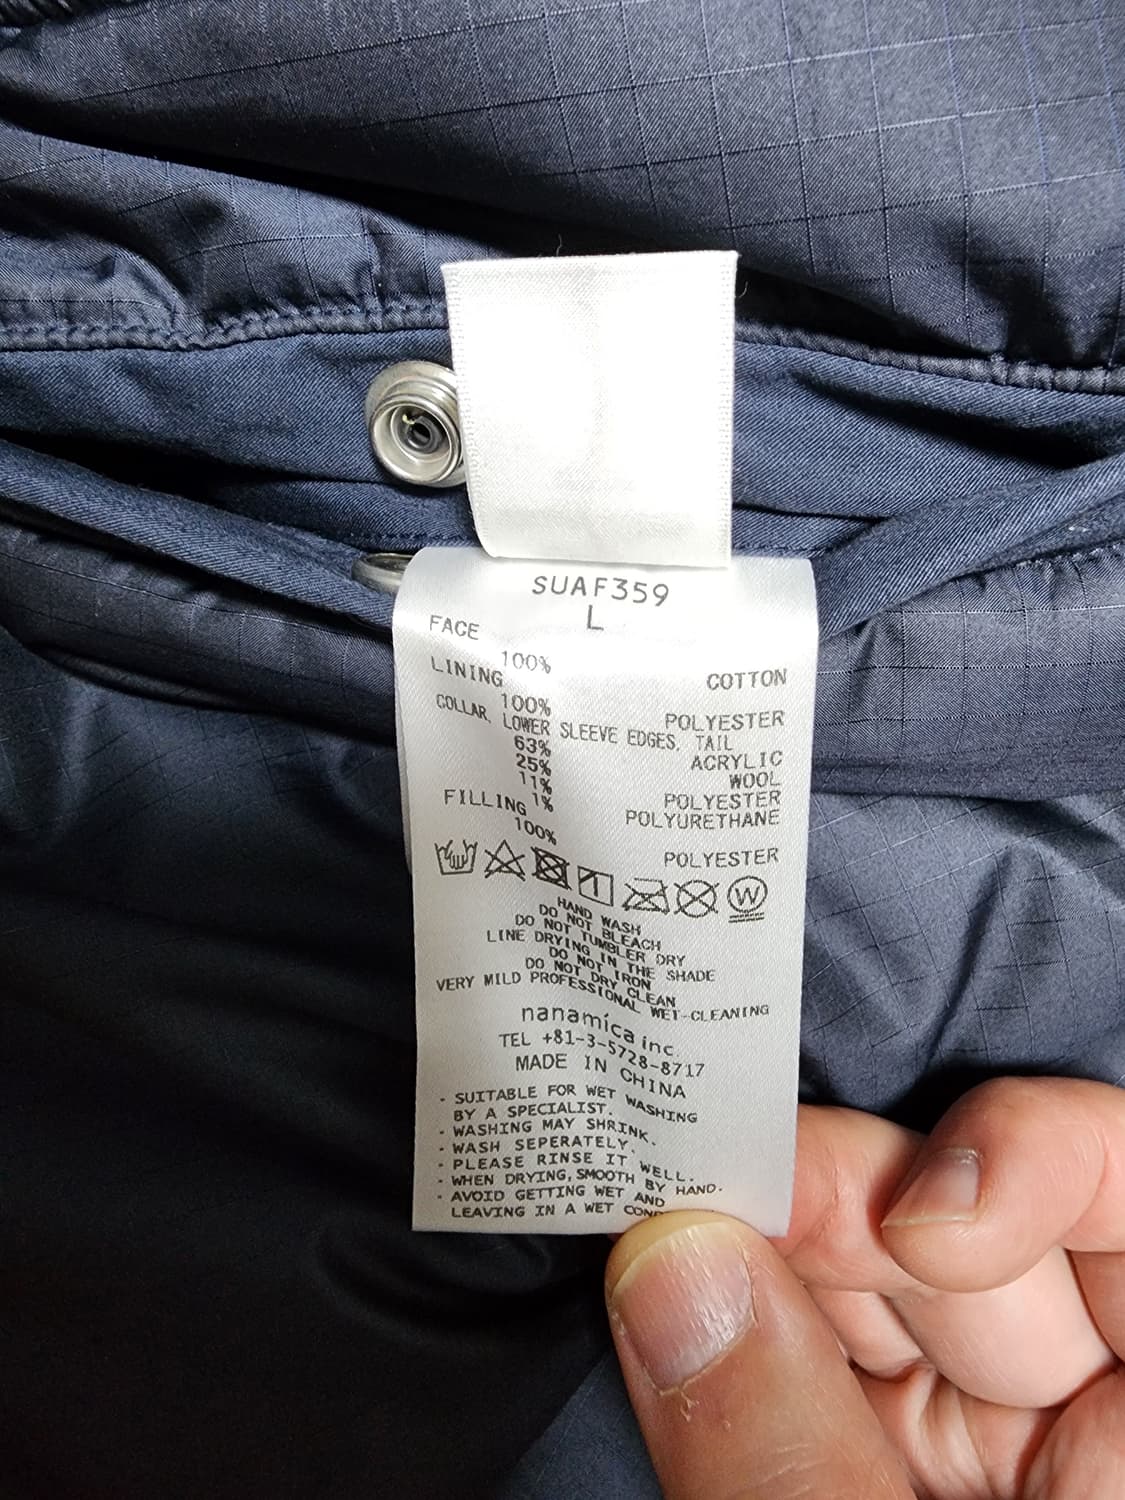 SUAF359
L
FACE
100% COTTON
LINING
100% POLYESTER
COLLAR, LOWER SLEEVE EDGES, TAIL
63% ACRYLIC
25% WOOL
11% POLYESTER
1% POLYURETHANE
FILLING
100% POLYESTER
W
HAND WASH
DO NOT BLEACH
DO NOT TUMBLER DRY
LINE DRYING IN THE SHADE
DO NOT IRON
DO NOT DRY CLEAN
VERY MILD PROFESSIONAL WET-CLEANING
nanamica inc.
TEL +81-3-5728-8717
MADE IN CHINA
- SUITABLE FOR WET WASHING
BY A SPECIALIST.
- WASHING MAY SHRINK.
- WASH SEPERATELY.
- PLEASE RINSE IT WELL.
- WHEN DRYING, SMOOTH BY HAND.
- AVOID GETTING WET AND
LEAVING IN A WET